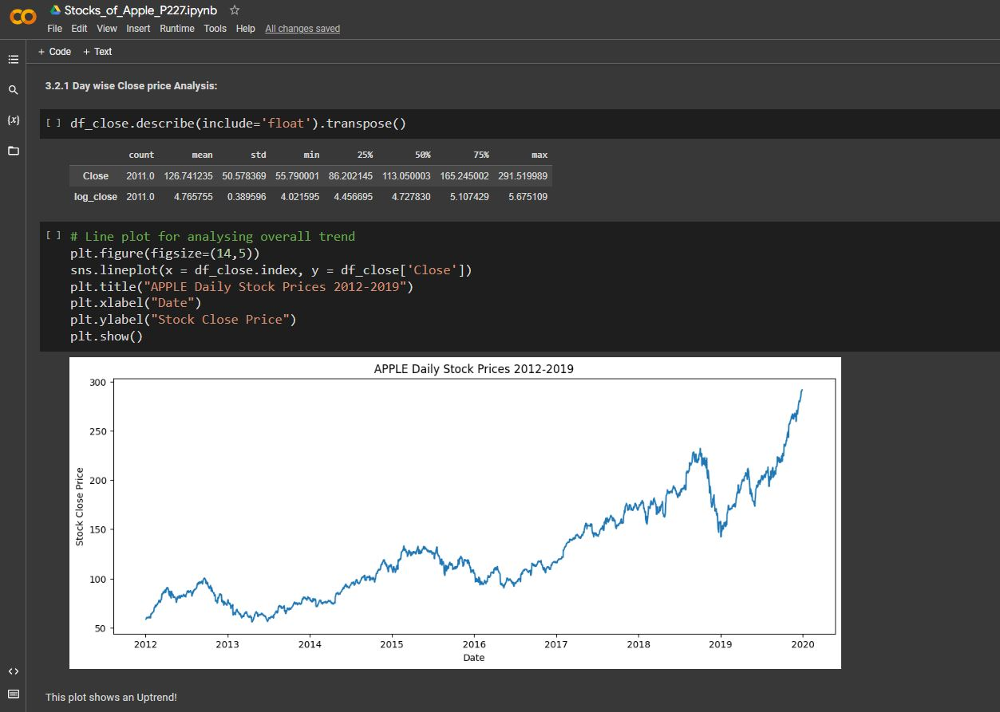 Stocks_of_Apple_P227.ipynb
File Edit View Insert Runtime Tools Help All changes saved
+ Code + Text
3.2.1 Day wise Close price Analysis:
[ ] df_close.describe(include='float').transpose()
count mean std min 25% 50% 75% max
Close 2011.0 126.741235 50.578369 55.790001 86.202145 113.050003 165.245002 291.519989
log_close 2011.0 4.765755 0.389596 4.021595 4.456695 4.727830 5.107429 5.675109
[ ] # Line plot for analysing overall trend
plt.figure(figsize=(14,5))
sns.lineplot(x = df_close.index, y = df_close['Close'])
plt.title("APPLE Daily Stock Prices 2012-2019")
plt.xlabel("Date")
plt.ylabel("Stock Close Price")
plt.show()
APPLE Daily Stock Prices 2012-2019
Stock Close Price
300
250
200
150
100
50
2012 2013 2014 2015 2016 2017 2018 2019 2020
Date
This plot shows an Uptrend!